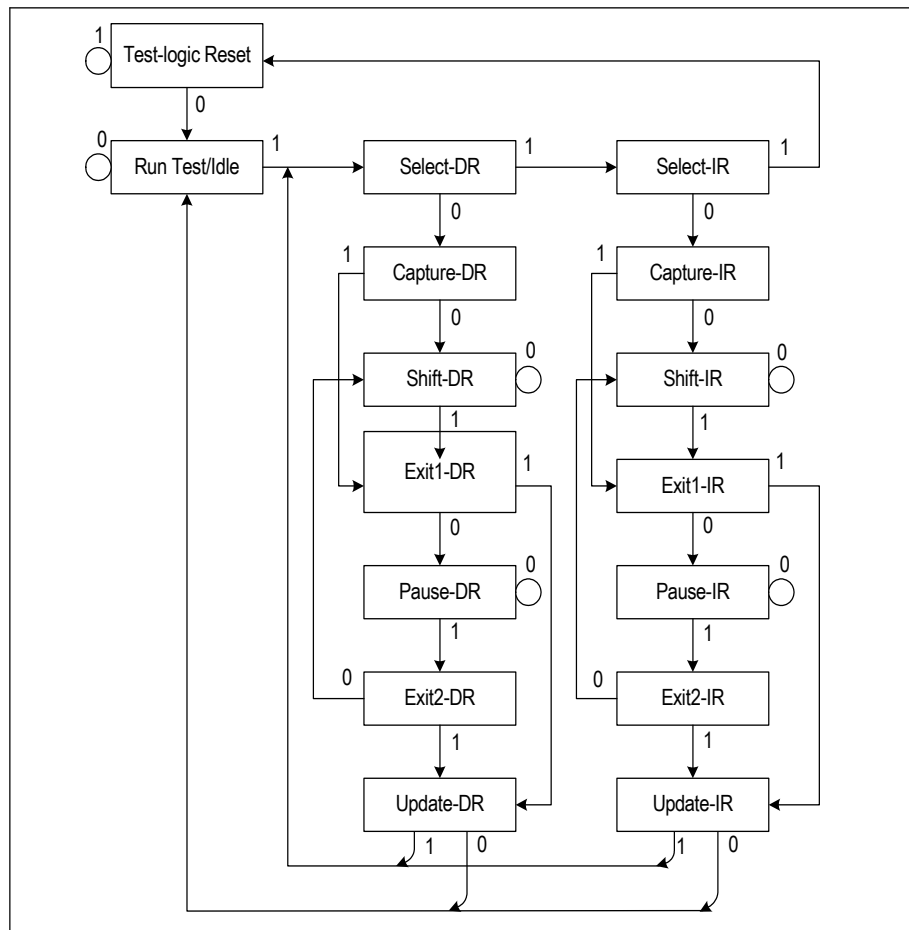 1
Test-logic Reset
0
0
Run Test/Idle
1
Select-DR
1
Select-IR
1
0
0
1
Capture-DR
1
Capture-IR
0
0
Shift-DR
0
Shift-IR
0
1
1
Exit1-DR
1
Exit1-IR
1
0
0
Pause-DR
0
Pause-IR
0
1
1
0
Exit2-DR
0
Exit2-IR
1
1
Update-DR
Update-IR
1
0
1
0